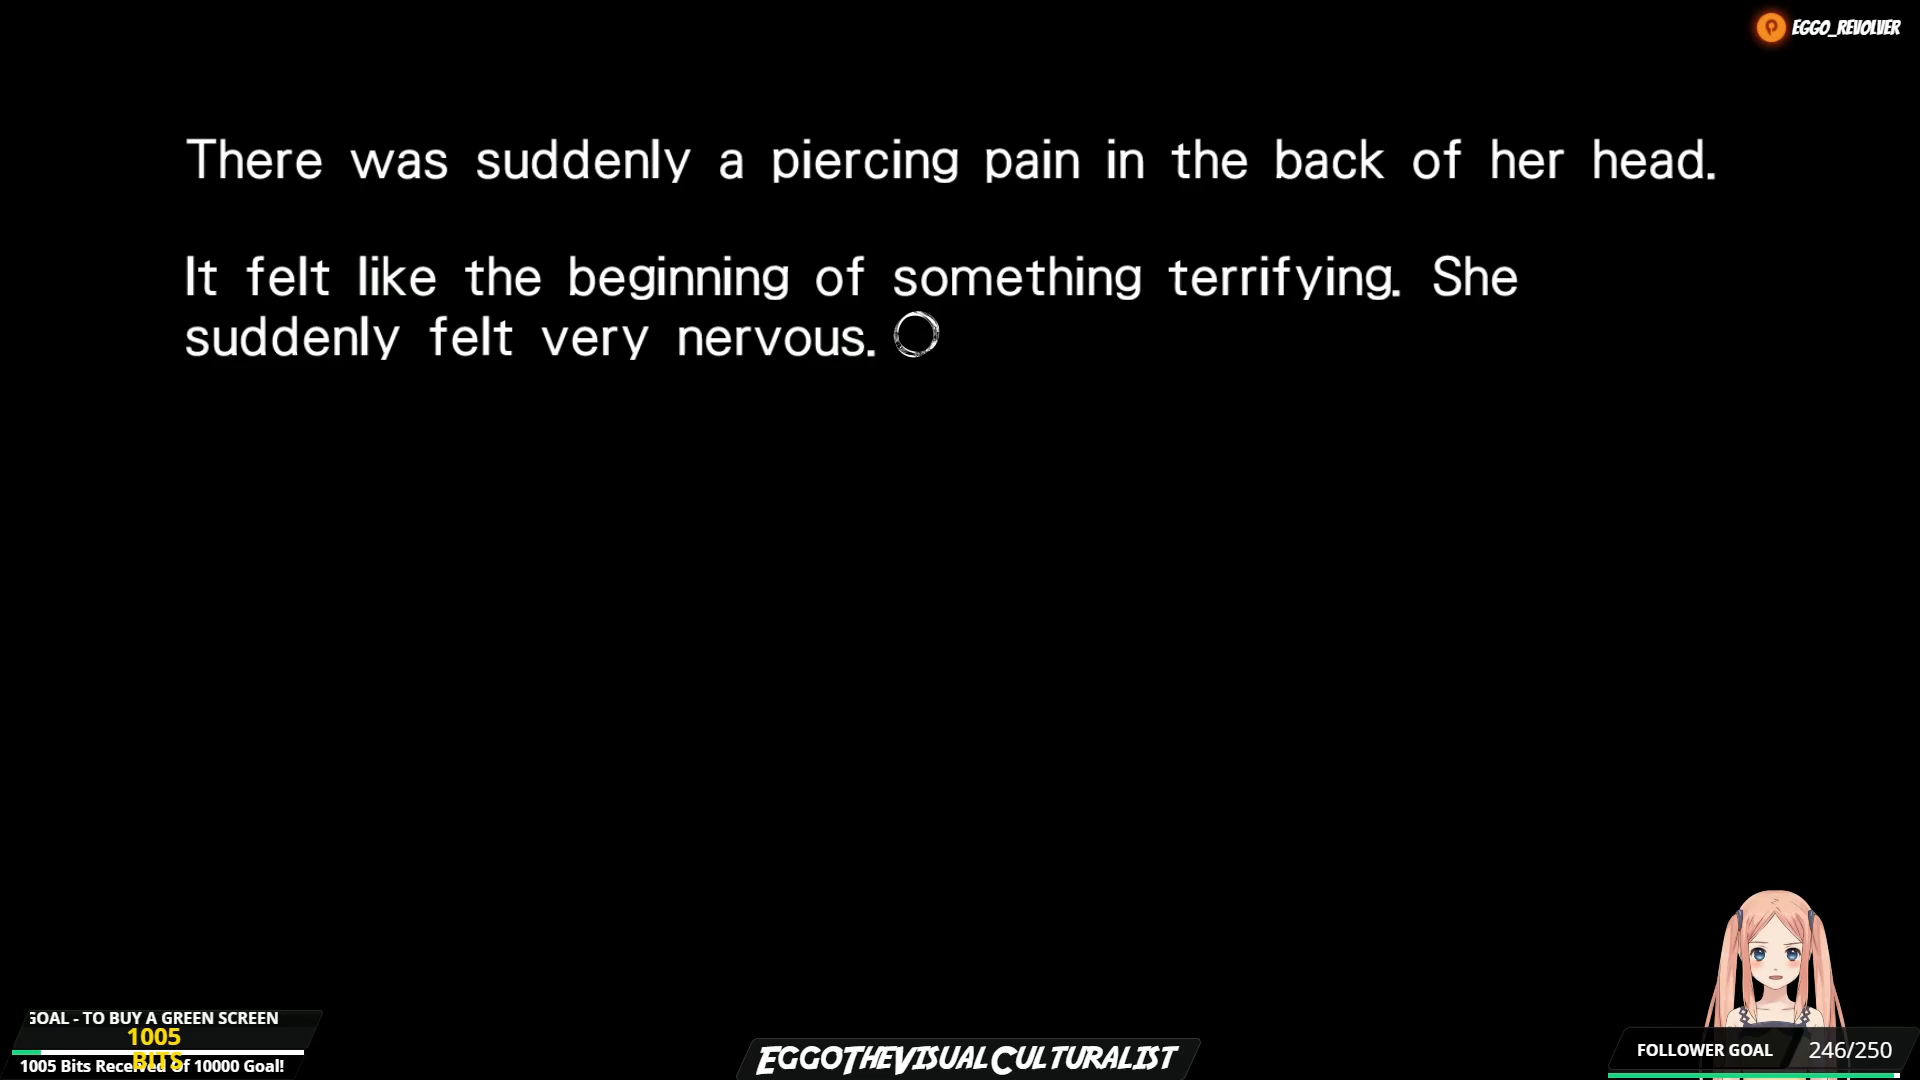 EGGO_REVOLVER
There was suddenly a piercing pain in the back of her head.
It felt like the beginning of something terrifying. She
suddenly felt very nervous.
GOAL - TO BUY A GREEN SCREEN
1005
BITS
1005 Bits Received Of 10000 Goal!
EGGOTHEVISUALCULTURALIST
FOLLOWER GOAL 246/250